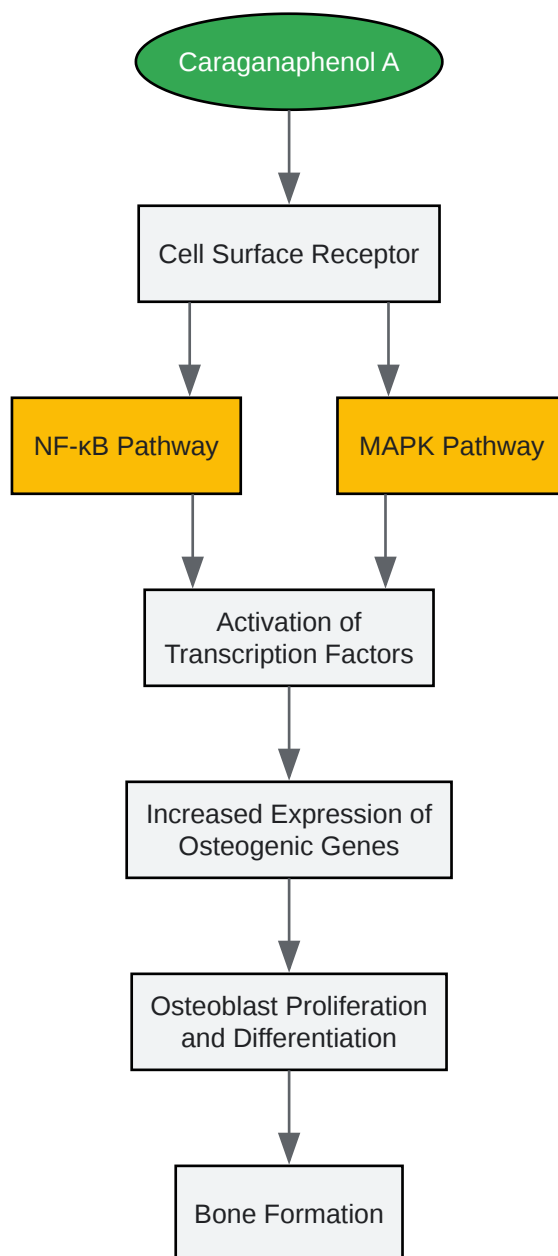 Caraganaphenol A
Cell Surface Receptor
NF-κB Pathway
MAPK Pathway
Activation of
Transcription Factors
Increased Expression of
Osteogenic Genes
Osteoblast Proliferation
and Differentiation
Bone Formation